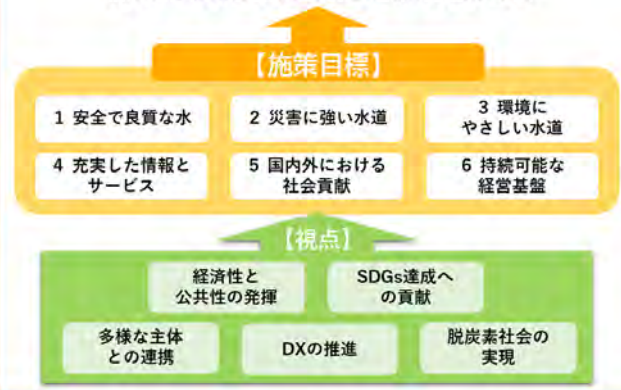 【施策目標】
1 安全で良質な水
2 災害に強い水道
3 環境に
やさしい水道
4 充実した情報と
サービス
5 国内外における
社会貢献
6 持続可能な
経営基盤
【視点】
経済性と
公共性の発揮
SDGs達成へ
の貢献
多様な主体
との連携
DXの推進
脱炭素社会の
実現